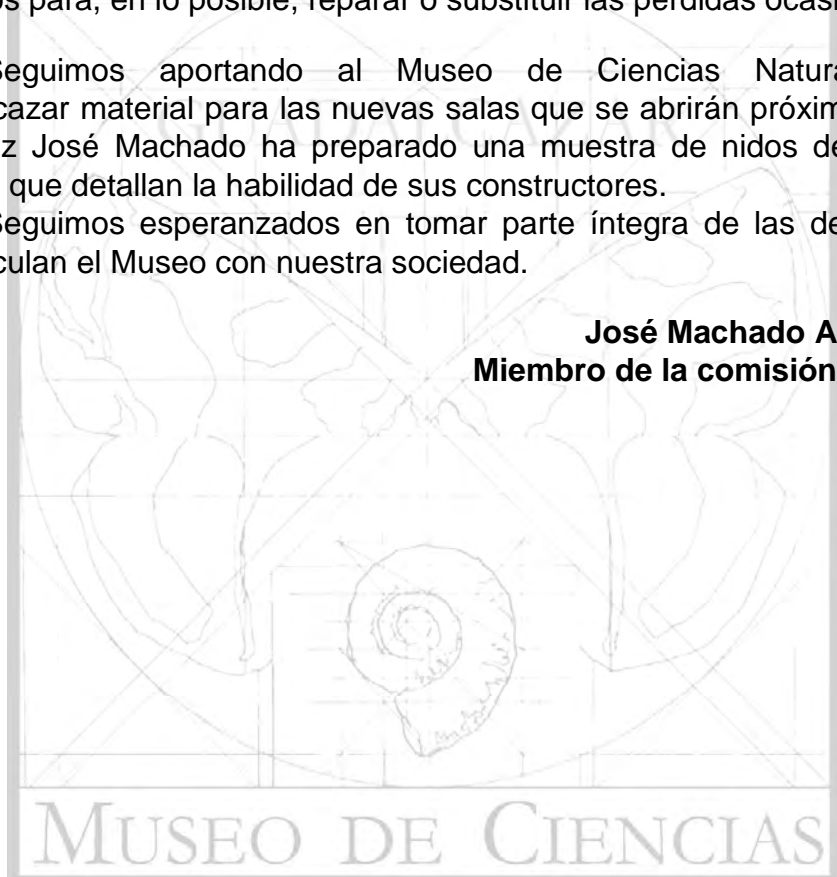 os para, en lo posible, reparar o substituir las pérdidas ocasi
Seguimos aportando al Museo de Ciencias Natura
cazar material para las nuevas salas que se abrirán próxim
z José Machado ha preparado una muestra de nidos de
que detallan la habilidad de sus constructores.
Seguimos esperanzados en tomar parte íntegra de las de
culan el Museo con nuestra sociedad.
José Machado A
Miembro de la comisión
MUSEO DE CIENCIAS